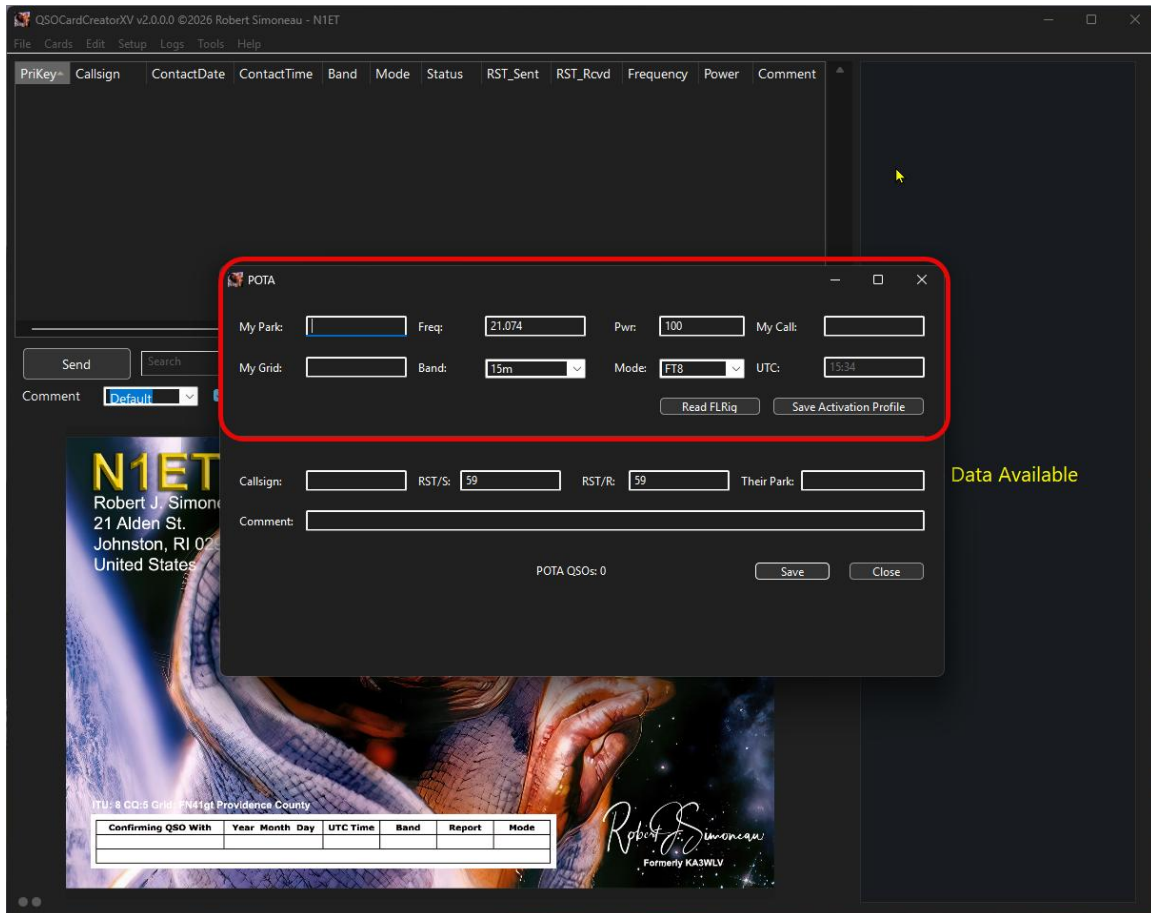 QSOCardCreatorXV v2.0.0.0 ©2026 Robert Simoneau - N1ET
File Cards Edit Setup Logs Tools Help
PriKey Callsign ContactDate ContactTime Band Mode Status RST_Sent RST_Rcvd Frequency Power Comment
POTA
My Park: Freq: 21.074 Pwr: 100 My Call:
My Grid: Band: 15m Mode: FT8 UTC: 15:34
Read FLRig Save Activation Profile
Callsign: RST/S: 59 RST/R: 59 Their Park:
Comment:
POTA QSOs: 0 Save Close
Send Search
Comment Default
Data Available
N1ET
Robert J. Simone
21 Alden St.
Johnston, RI 02
United States
ITU: 8 CQ:5 Grid: FN41gt Providence County
Confirming QSO With Year Month Day UTC Time Band Report Mode
Robert J. Simoneau
Formerly KA3WLV